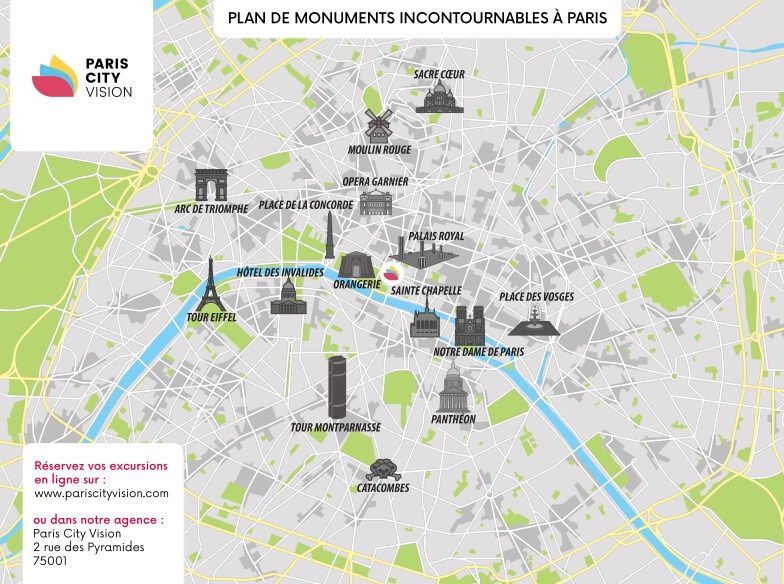 PLAN DE MONUMENTS INCONTOURNABLES À PARIS
PARIS
CITY
VISION
SACRE CŒUR
MOULIN ROUGE
OPERA GARNIER
ARC DE TRIOMPHE
PLACE DE LA CONCORDE
PALAIS ROYAL
HÔTEL DES INVALIDES
ORANGERIE
SAINTE CHAPELLE
PLACE DES VOSGES
TOUR EIFFEL
NOTRE DAME DE PARIS
TOUR MONTPARNASSE
PANTHÉON
CATACOMBES
Réservez vos excursions
en ligne sur :
www.pariscityvision.com
ou dans notre agence :
Paris City Vision
2 rue des Pyramides
75001